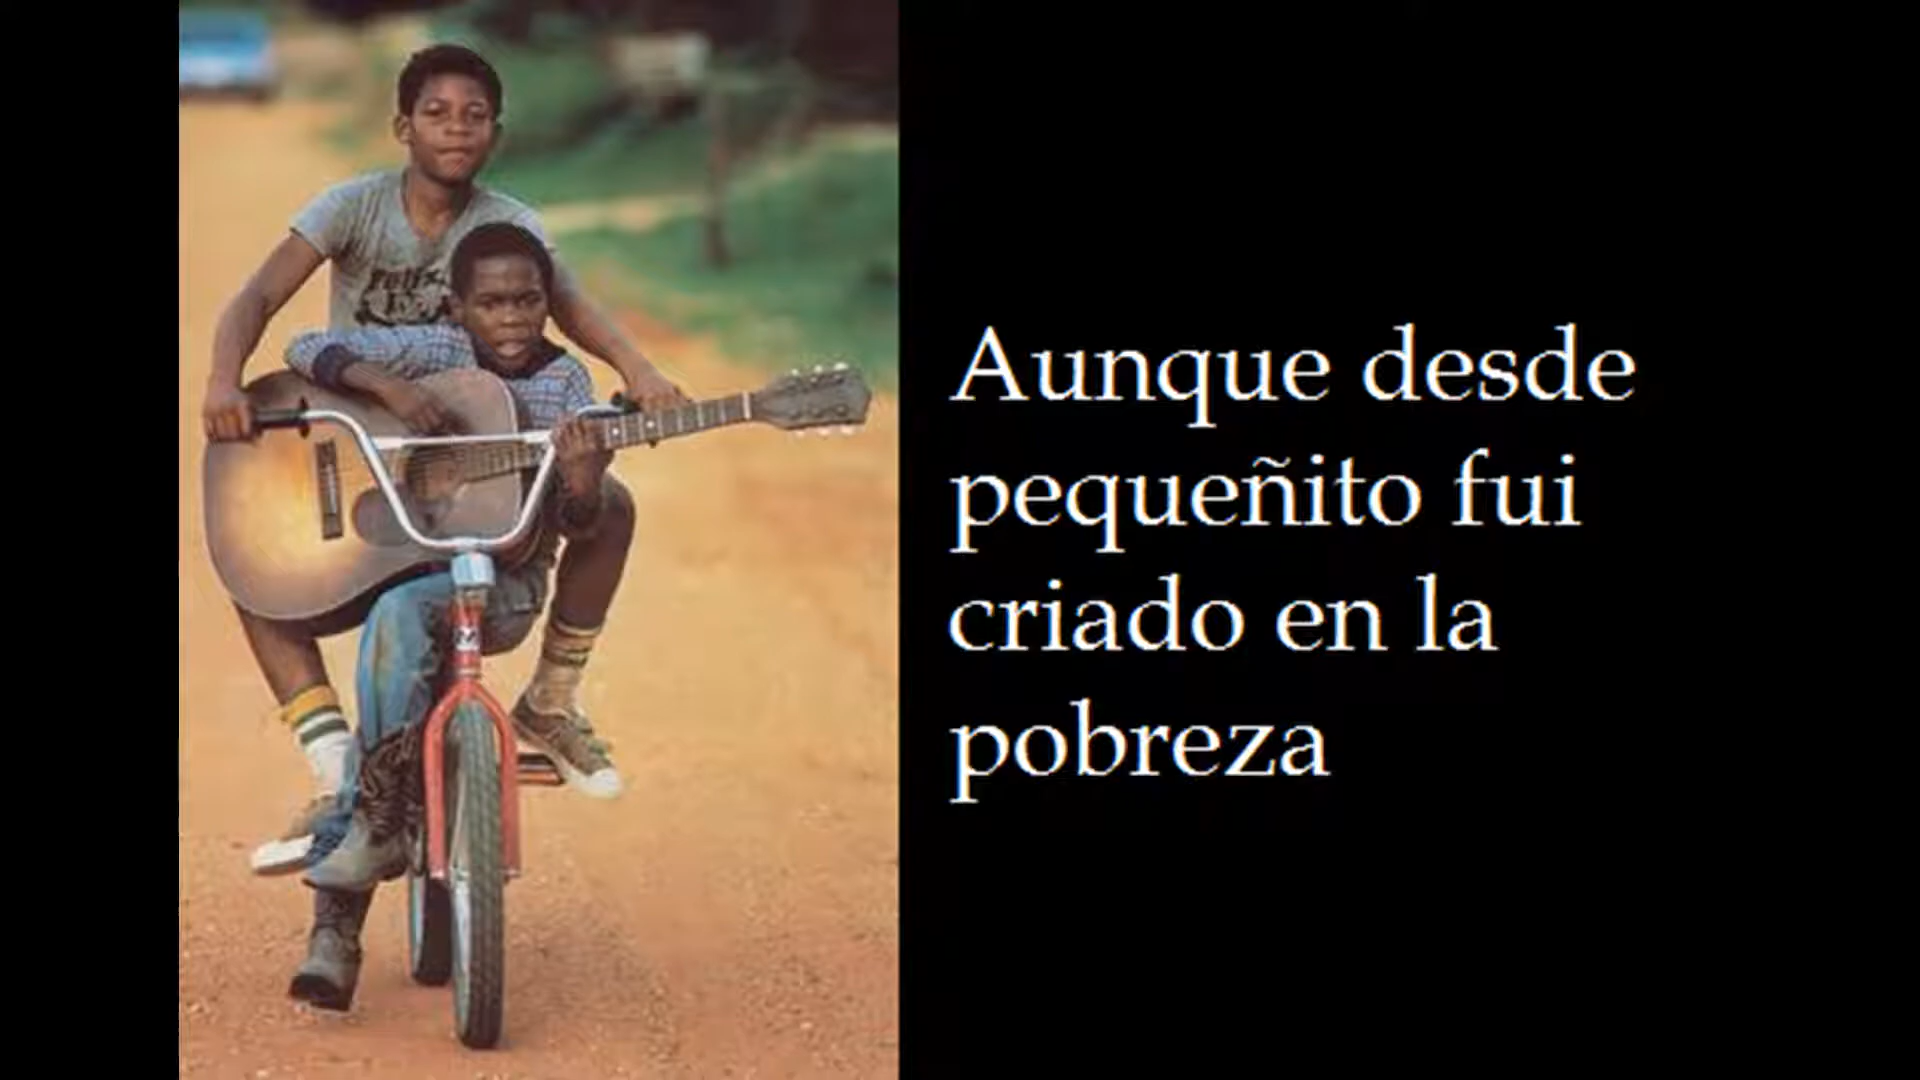 Aunque desde
pequeñito fui
criado en la
pobreza